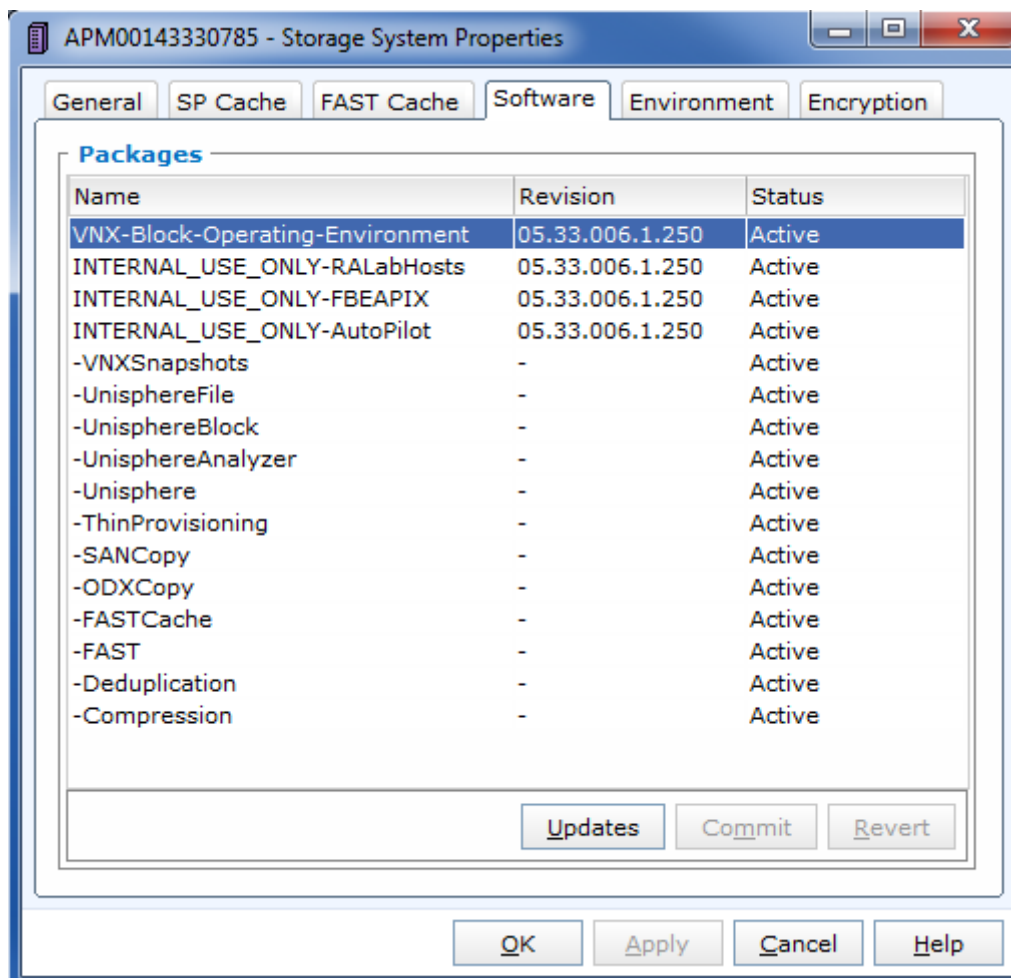 APM00143330785 - Storage System Properties
General SP Cache FAST Cache Software Environment Encryption
Packages
Name Revision Status
VNX-Block-Operating-Environment 05.33.006.1.250 Active
INTERNAL_USE_ONLY-RALabHosts 05.33.006.1.250 Active
INTERNAL_USE_ONLY-FBEAPIX 05.33.006.1.250 Active
INTERNAL_USE_ONLY-AutoPilot 05.33.006.1.250 Active
-VNXSnapshots - Active
-UnisphereFile - Active
-UnisphereBlock - Active
-UnisphereAnalyzer - Active
-Unisphere - Active
-ThinProvisioning - Active
-SANCopy - Active
-ODXCopy - Active
-FASTCache - Active
-FAST - Active
-Deduplication - Active
-Compression - Active
Updates Commit Revert
OK Apply Cancel Help